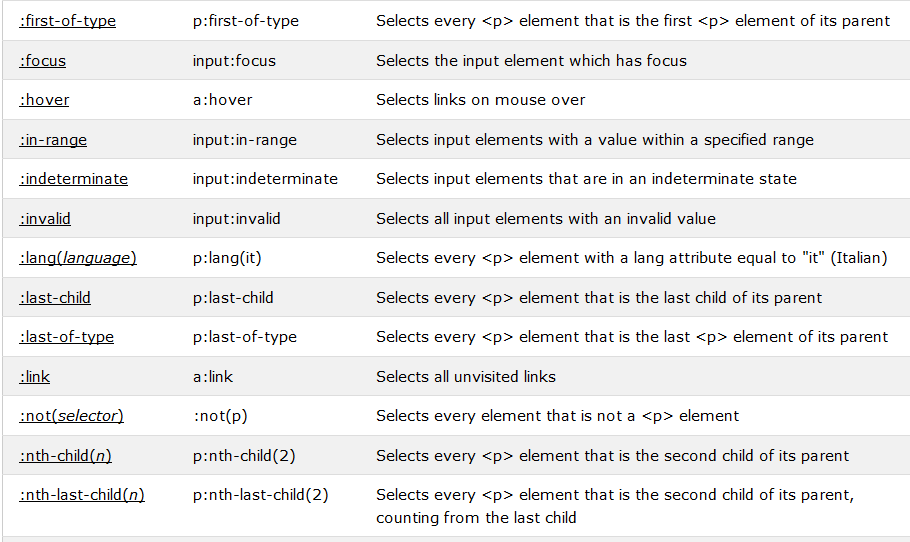 :first-of-type p:first-of-type Selects every <p> element that is the first <p> element of its parent
:focus input:focus Selects the input element which has focus
:hover a:hover Selects links on mouse over
:in-range input:in-range Selects input elements with a value within a specified range
:indeterminate input:indeterminate Selects input elements that are in an indeterminate state
:invalid input:invalid Selects all input elements with an invalid value
:lang(language) p:lang(it) Selects every <p> element with a lang attribute equal to "it" (Italian)
:last-child p:last-child Selects every <p> element that is the last child of its parent
:last-of-type p:last-of-type Selects every <p> element that is the last <p> element of its parent
:link a:link Selects all unvisited links
:not(selector) :not(p) Selects every element that is not a <p> element
:nth-child(n) p:nth-child(2) Selects every <p> element that is the second child of its parent
:nth-last-child(n) p:nth-last-child(2) Selects every <p> element that is the second child of its parent,
counting from the last child